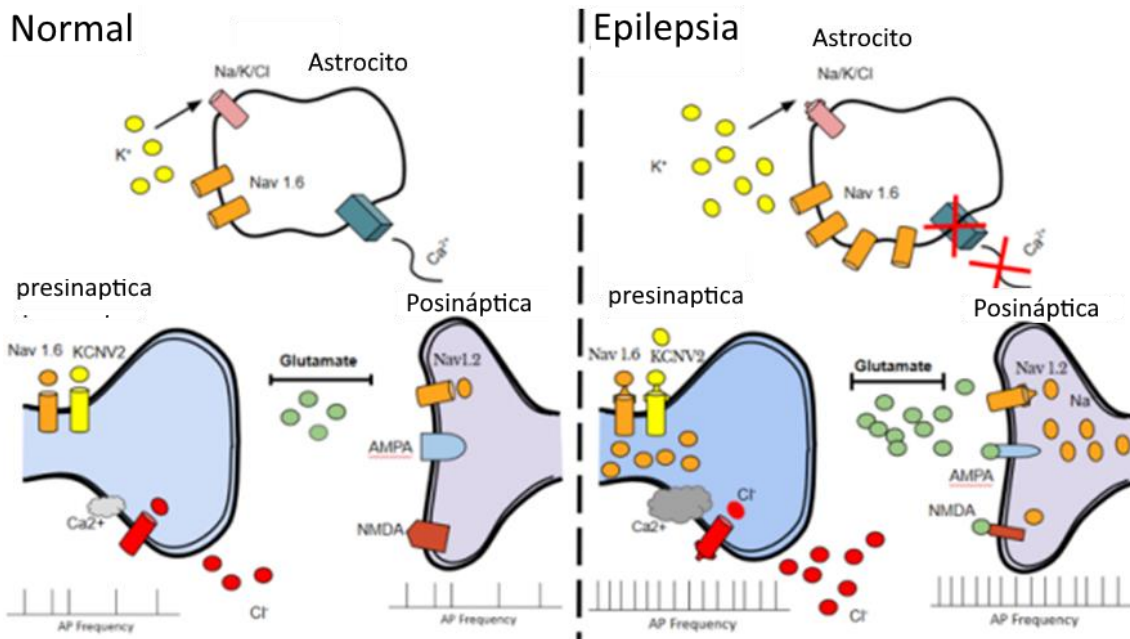 Normal
Astrocito
Na/K/Cl
K⁺
Nav 1.6
Ca²⁺
presinaptica
Posináptica
Nav 1.6
KCNV2
Glutamate
Nav1.2
AMPA
Ca2+
NMDA
Cl⁻
AP Frequency
AP Frequency
Epilepsia
Astrocito
Na/K/Cl
K⁺
Nav 1.6
Ca²⁺
presinaptica
Posináptica
Nav 1.6
KCNV2
Glutamate
Nav 1.2
Na
AMPA
Cl⁻
Ca2+
NMDA
Cl⁻
AP Frequency
AP Frequency